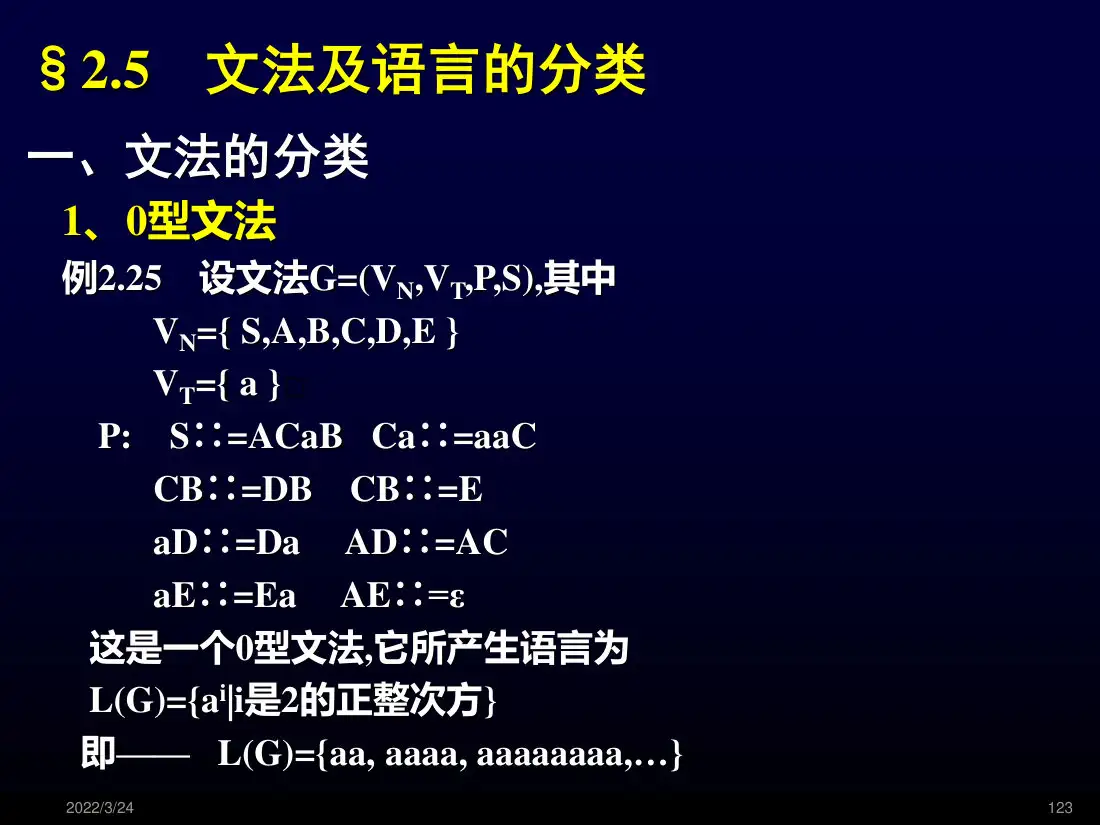 §2.5 文法及语言的分类
一、文法的分类
1、0型文法
例2.25 设文法G=(VN,VT,P,S),其中
VN={ S,A,B,C,D,E }
VT={ a }
P: S∷=ACaB Ca∷=aaC
CB∷=DB CB∷=E
aD∷=Da AD∷=AC
aE∷=Ea AE∷=ε
这是一个0型文法,它所产生语言为
L(G)={aⁱ|i是2的正整次方}
即—— L(G)={aa, aaaa, aaaaaaaa,…}
2022/3/24 123